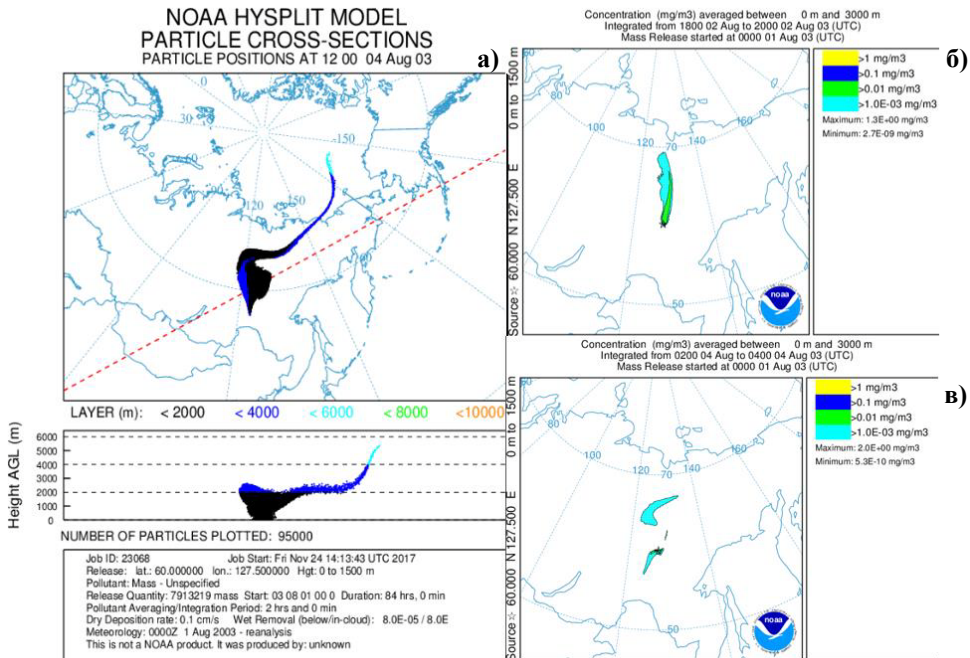 NOAA HYSPLIT MODEL
PARTICLE CROSS-SECTIONS
PARTICLE POSITIONS AT 12 00 04 Aug 03
а)
0
30
60
-150
150
120
LAYER (m): < 2000 < 4000 < 6000 < 8000 <10000
Height AGL (m)
6000
5000
4000
3000
2000
1000
0
NUMBER OF PARTICLES PLOTTED: 95000
Job ID: 23068 Job Start: Fri Nov 24 14:13:43 UTC 2017
Release: lat.: 60.000000 lon.: 127.500000 Hgt: 0 to 1500 m
Pollutant: Mass - Unspecified
Release Quantity: 7913219 mass Start: 03 08 01 00 0 Duration: 84 hrs, 0 min
Pollutant Averaging/Integration Period: 2 hrs and 0 min
Dry Deposition rate: 0.1 cm/s Wet Removal (below/in-cloud): 8.0E-05 / 8.0E
Meteorology: 0000Z 1 Aug 2003 - reanalysis
This is not a NOAA product. It was produced by: unknown
Concentration (mg/m3) averaged between 0 m and 3000 m
Integrated from 1800 02 Aug to 2000 02 Aug 03 (UTC)
Mass Release started at 0000 01 Aug 03 (UTC)
б)
Source ☆ 60.000 N 127.500 E 0 m to 1500 m
80
100
120
70
140
160
50
>1 mg/m3
>0.1 mg/m3
>0.01 mg/m3
>1.0E-03 mg/m3
Maximum: 1.3E+00 mg/m3
Minimum: 2.7E-09 mg/m3
noaa
Concentration (mg/m3) averaged between 0 m and 3000 m
Integrated from 0200 04 Aug to 0400 04 Aug 03 (UTC)
Mass Release started at 0000 01 Aug 03 (UTC)
в)
Source ☆ 60.000 N 127.500 E 0 m to 1500 m
80
100
120
70
140
160
50
>1 mg/m3
>0.1 mg/m3
>0.01 mg/m3
>1.0E-03 mg/m3
Maximum: 2.0E+00 mg/m3
Minimum: 5.3E-10 mg/m3
noaa